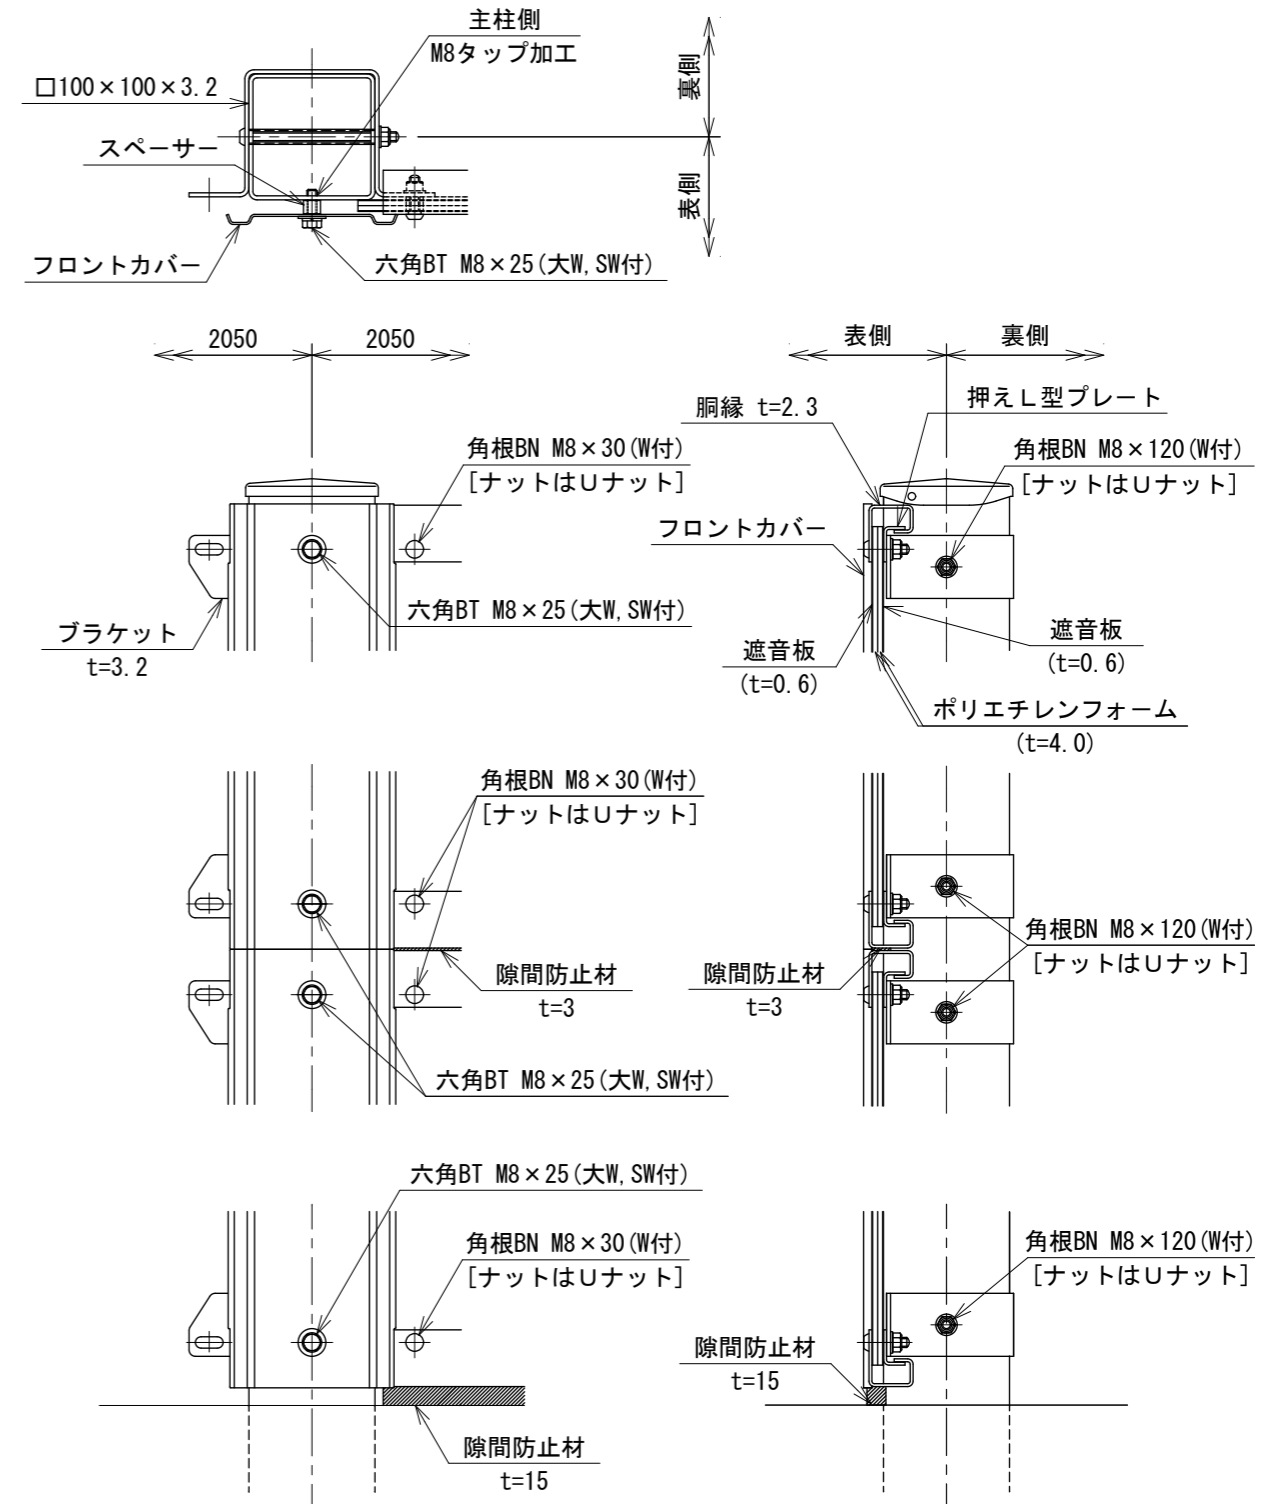 主柱側
M8タップ加工
□100×100×3.2
スペーサー
フロントカバー
六角BT M8×25(大W,SW付)
裏側
表側
2050
2050
角根BN M8×30(W付)
[ナットはUナット]
六角BT M8×25(大W,SW付)
ブラケット
t=3.2
表側
裏側
胴縁 t=2.3
押えL型プレート
角根BN M8×120(W付)
[ナットはUナット]
フロントカバー
遮音板
(t=0.6)
遮音板
(t=0.6)
ポリエチレンフォーム
(t=4.0)
角根BN M8×30(W付)
[ナットはUナット]
隙間防止材
t=3
六角BT M8×25(大W,SW付)
隙間防止材
t=3
角根BN M8×120(W付)
[ナットはUナット]
六角BT M8×25(大W,SW付)
角根BN M8×30(W付)
[ナットはUナット]
隙間防止材
t=15
角根BN M8×120(W付)
[ナットはUナット]
隙間防止材
t=15